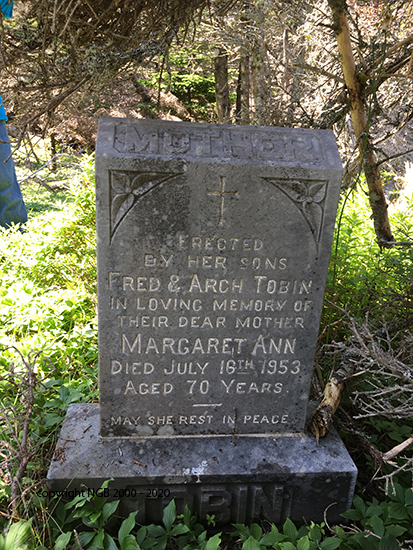 MOTHER
ERECTED
BY HER SONS
FRED & ARCH TOBIN
IN LOVING MEMORY OF
THEIR DEAR MOTHER
MARGARET ANN
DIED JULY 16TH 1953
AGED 70 YEARS.
MAY SHE REST IN PEACE.
Copyright NGB 2000 - 2020
TOBIN